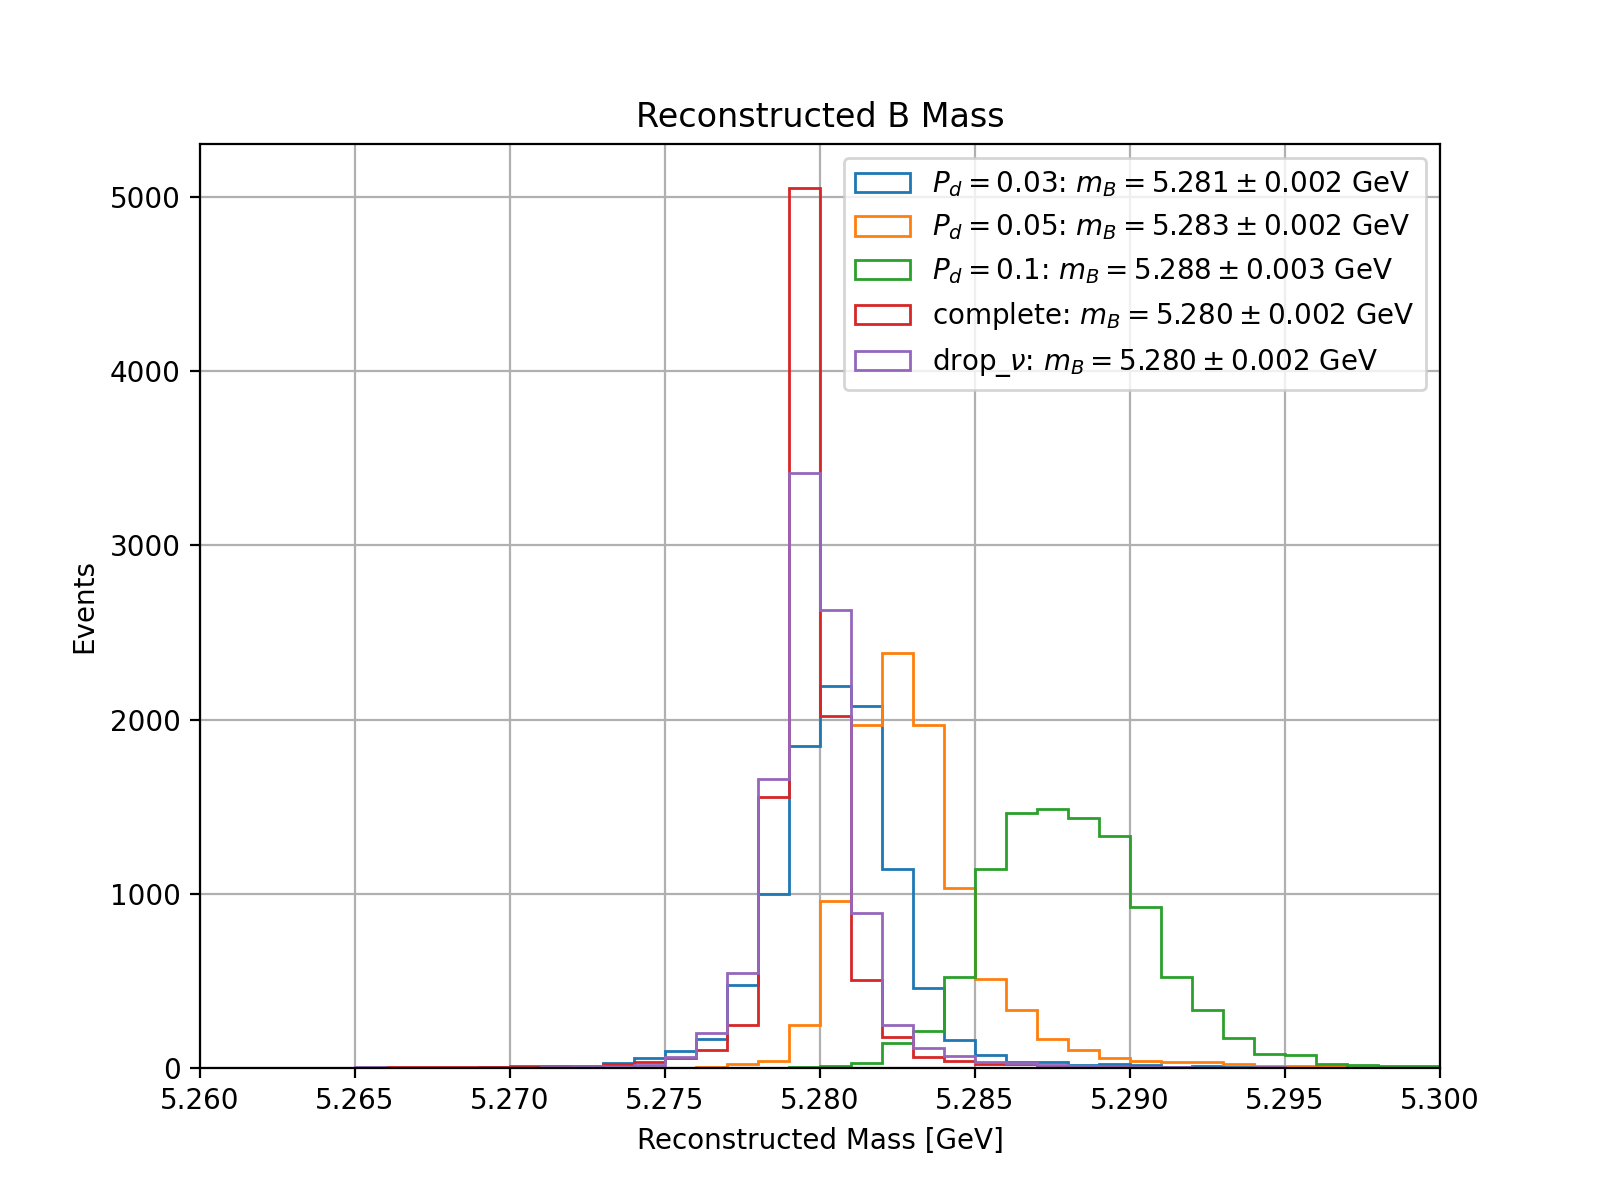 Reconstructed B Mass
P_d = 0.03: m_B = 5.281 ± 0.002 GeV
P_d = 0.05: m_B = 5.283 ± 0.002 GeV
P_d = 0.1: m_B = 5.288 ± 0.003 GeV
complete: m_B = 5.280 ± 0.002 GeV
drop_ν: m_B = 5.280 ± 0.002 GeV
5000
4000
3000
2000
1000
0
Events
5.260 5.265 5.270 5.275 5.280 5.285 5.290 5.295 5.300
Reconstructed Mass [GeV]